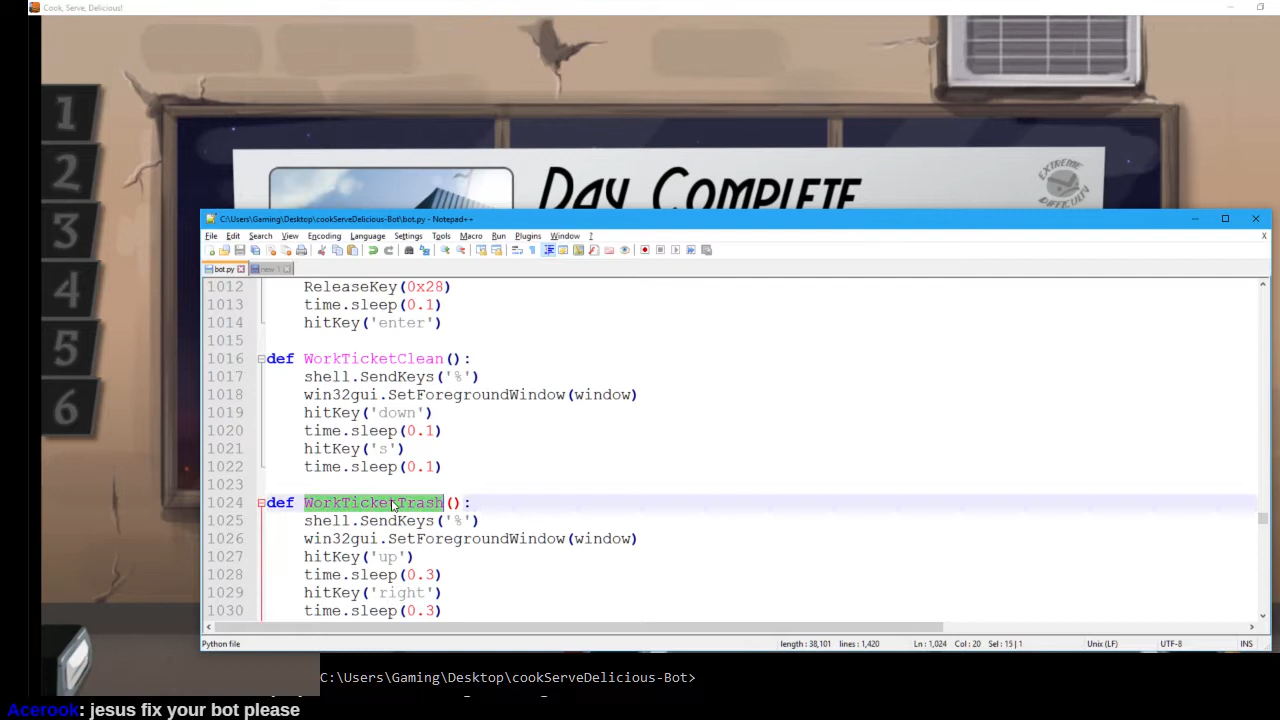 Cook, Serve, Delicious!
1
2
3
4
5
6
DAY COMPLETE
EXTREME
DIFFICULTY
C:\Users\Gaming\Desktop\cookServeDelicious-Bot\bot.py - Notepad++
File Edit Search View Encoding Language Settings Tools Macro Run Plugins Window ? X
bot.py new 1
1012 ReleaseKey(0x28)
1013 time.sleep(0.1)
1014 hitKey('enter')
1015
1016 def WorkTicketClean():
1017 shell.SendKeys('%')
1018 win32gui.SetForegroundWindow(window)
1019 hitKey('down')
1020 time.sleep(0.1)
1021 hitKey('s')
1022 time.sleep(0.1)
1023
1024 def WorkTicketTrash():
1025 shell.SendKeys('%')
1026 win32gui.SetForegroundWindow(window)
1027 hitKey('up')
1028 time.sleep(0.3)
1029 hitKey('right')
1030 time.sleep(0.3)
Python file length : 38,101 lines : 1,420 Ln : 1,024 Col : 20 Sel : 15 | 1 Unix (LF) UTF-8 INS
C:\Users\Gaming\Desktop\cookServeDelicious-Bot>
Acerook: jesus fix your bot please